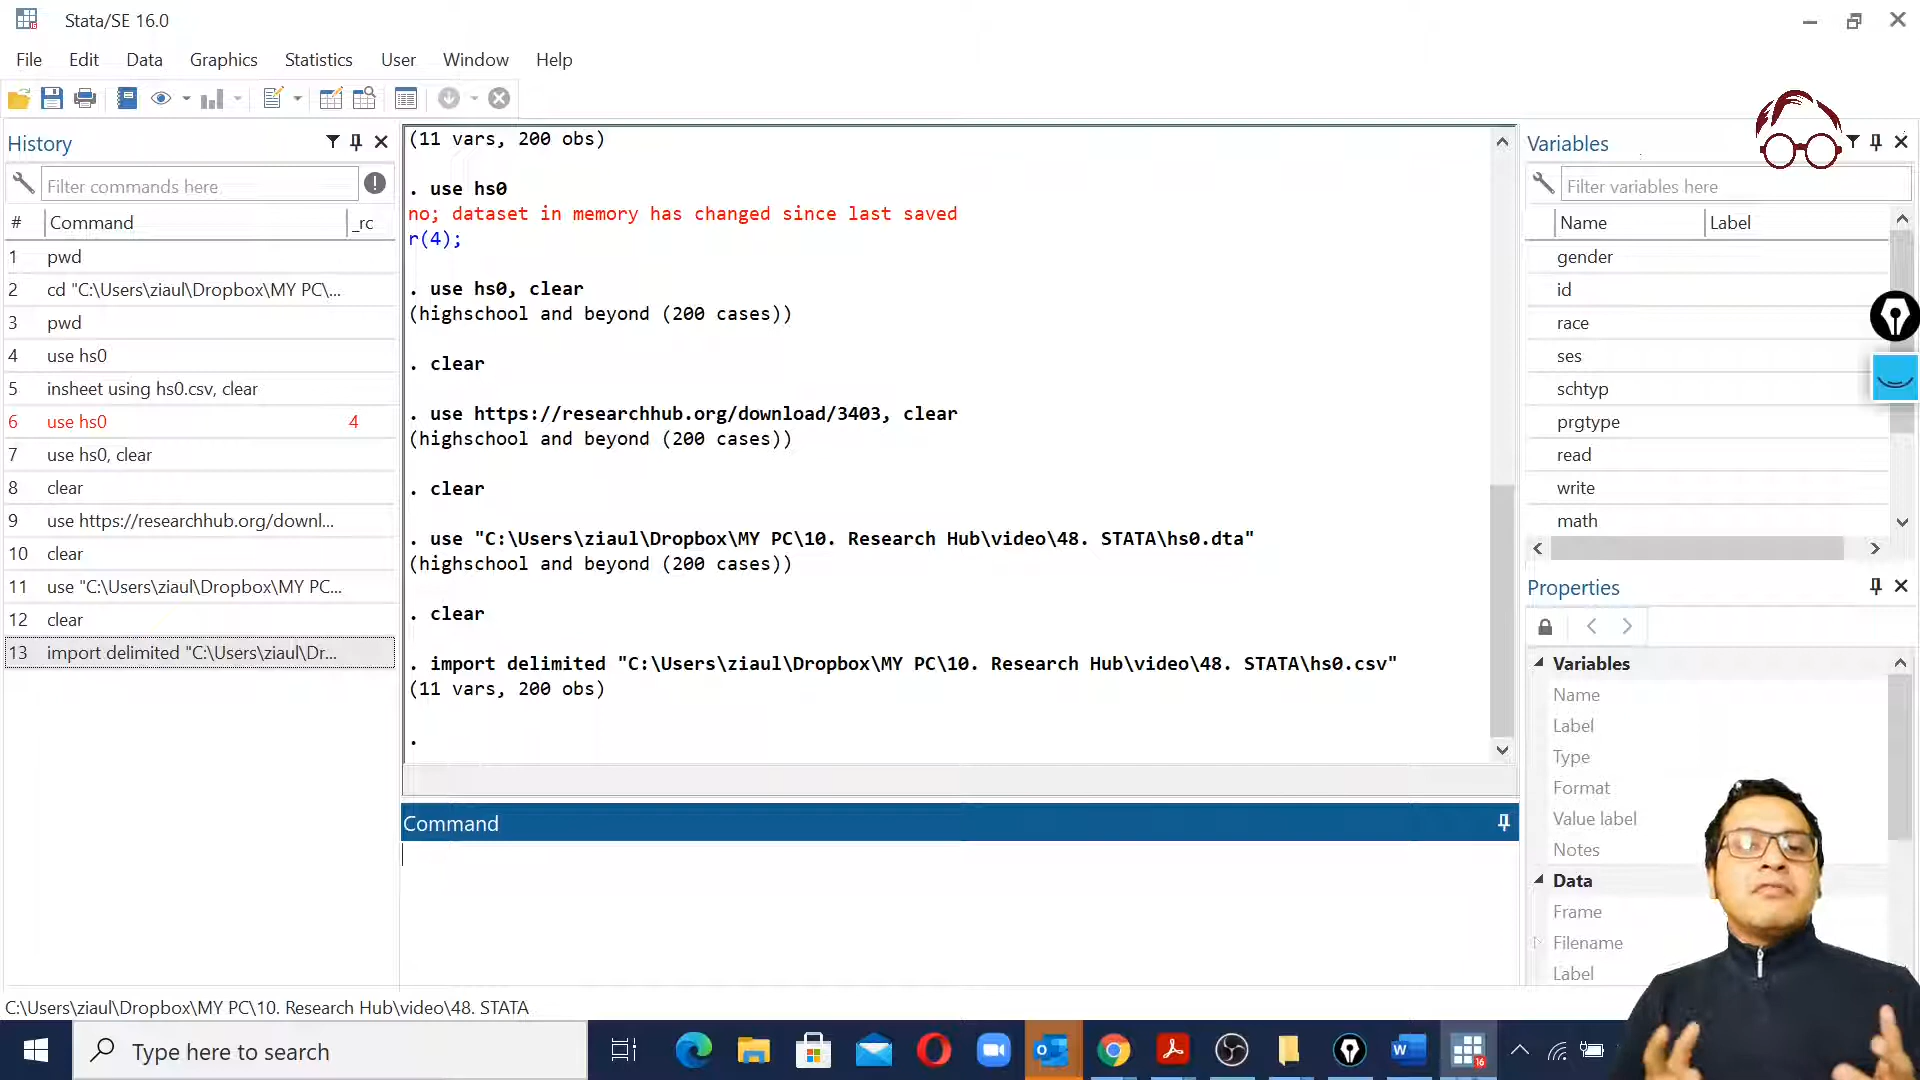 Stata/SE 16.0
File Edit Data Graphics Statistics User Window Help
History
Filter commands here
# Command _rc
1 pwd
2 cd "C:\Users\ziaul\Dropbox\MY PC\...
3 pwd
4 use hs0
5 insheet using hs0.csv, clear
6 use hs0 4
7 use hs0, clear
8 clear
9 use https://researchhub.org/downl...
10 clear
11 use "C:\Users\ziaul\Dropbox\MY PC...
12 clear
13 import delimited "C:\Users\ziaul\Dr...
(11 vars, 200 obs)
. use hs0
no; dataset in memory has changed since last saved
r(4);
. use hs0, clear
(highschool and beyond (200 cases))
. clear
. use https://researchhub.org/download/3403, clear
(highschool and beyond (200 cases))
. clear
. use "C:\Users\ziaul\Dropbox\MY PC\10. Research Hub\video\48. STATA\hs0.dta"
(highschool and beyond (200 cases))
. clear
. import delimited "C:\Users\ziaul\Dropbox\MY PC\10. Research Hub\video\48. STATA\hs0.csv"
(11 vars, 200 obs)
.
Command
Variables
Filter variables here
Name Label
gender
id
race
ses
schtyp
prgtype
read
write
math
Properties
Variables
Name
Label
Type
Format
Value label
Notes
Data
Frame
Filename
Label
C:\Users\ziaul\Dropbox\MY PC\10. Research Hub\video\48. STATA
Type here to search
16